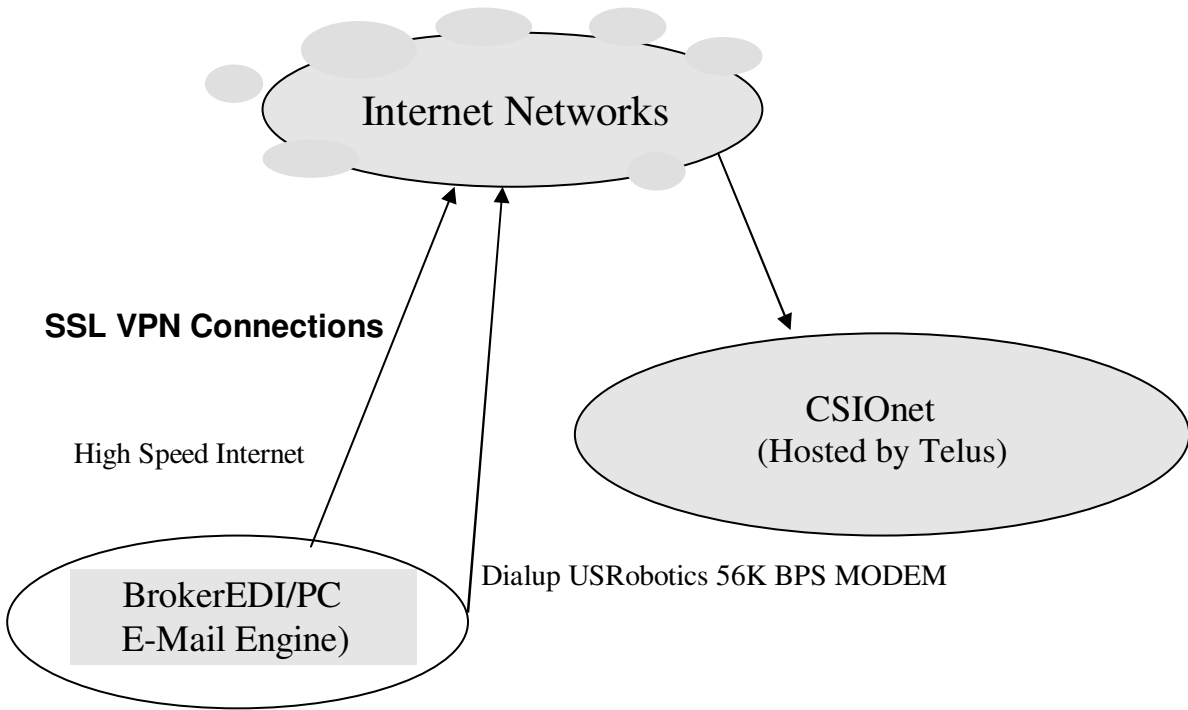 Internet Networks
SSL VPN Connections
CSIOnet
(Hosted by Telus)
High Speed Internet
Dialup USRobotics 56K BPS MODEM
BrokerEDI/PC
E-Mail Engine)